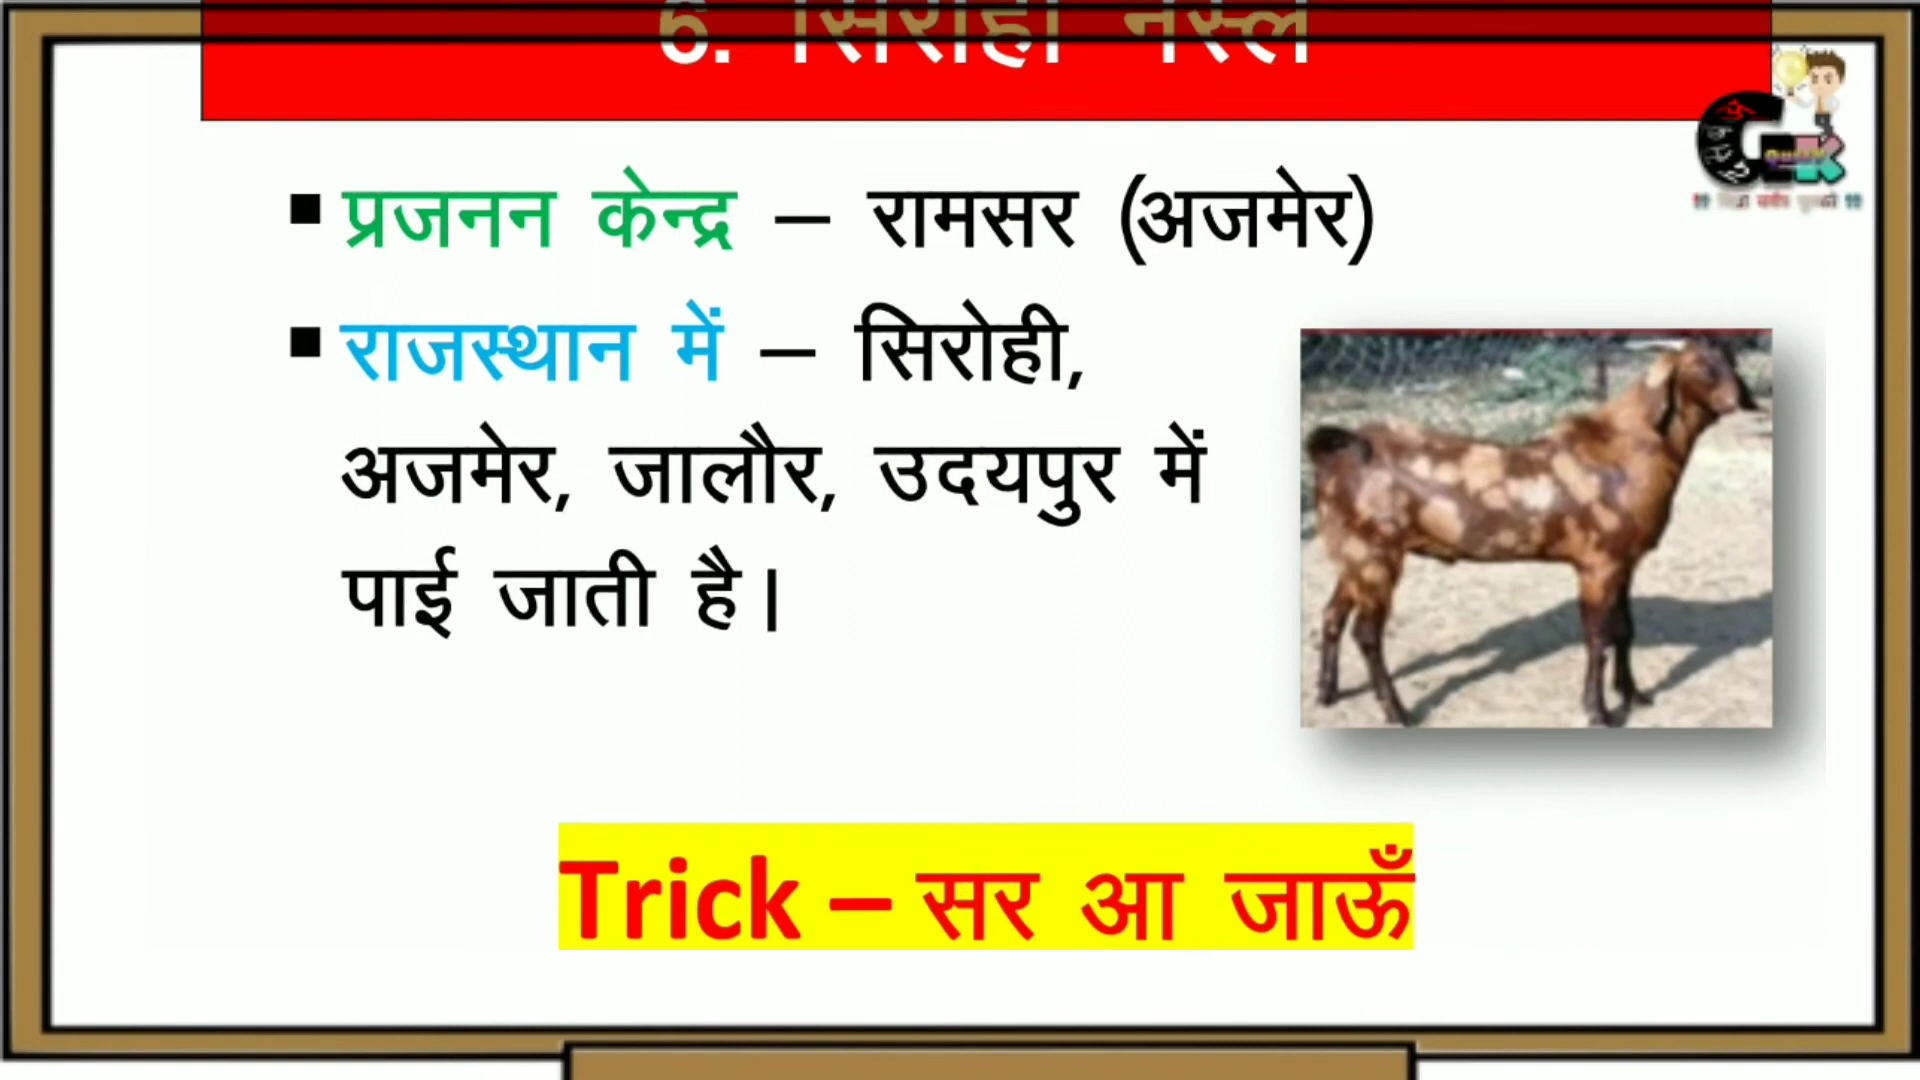 6. सिरोही नस्ल
▪ प्रजनन केन्द्र – रामसर (अजमेर)
▪ राजस्थान में – सिरोही,
अजमेर, जालौर, उदयपुर में
पाई जाती है।
Trick – सर आ जाऊँ